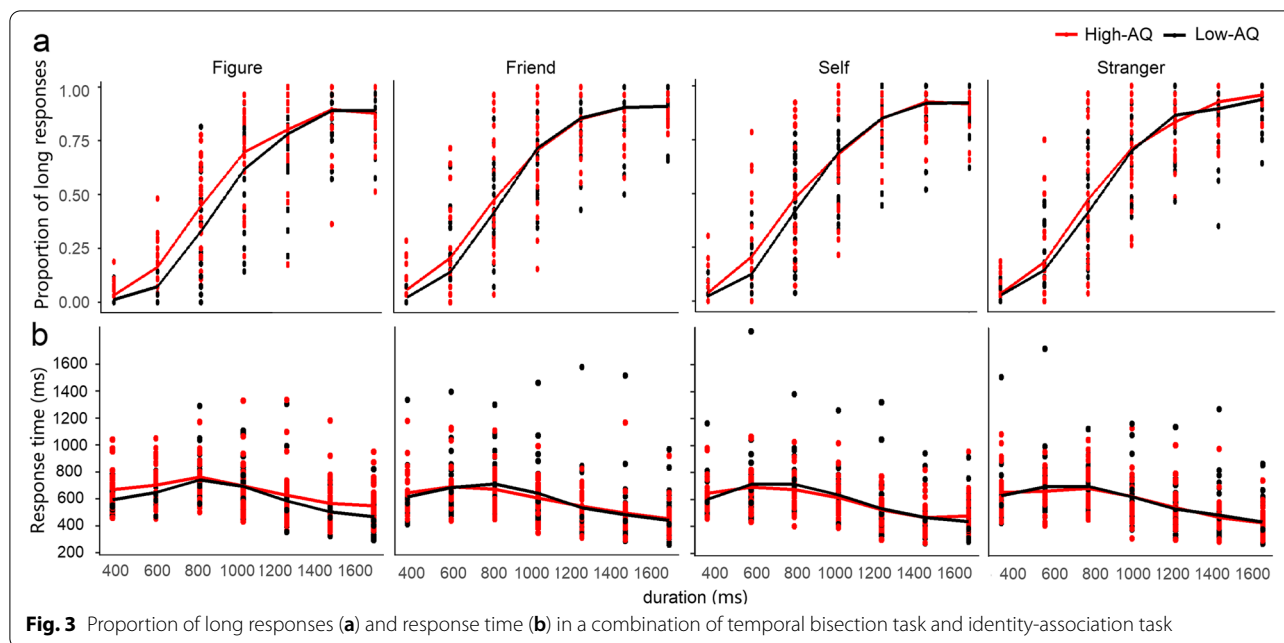 a
High-AQ Low-AQ
Figure Friend Self Stranger
Proportion of long responses
1.00
0.75
0.50
0.25
0.00
b
Response time (ms)
1600
1400
1200
1000
800
600
400
200
400 600 800 1000 1200 1400 1600 400 600 800 1000 1200 1400 1600 400 600 800 1000 1200 1400 1600 400 600 800 1000 1200 1400 1600
duration (ms)
Fig. 3 Proportion of long responses (a) and response time (b) in a combination of temporal bisection task and identity-association task